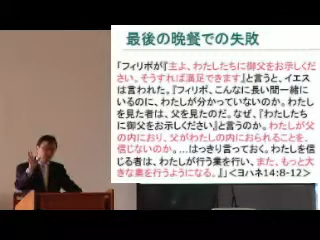 最後の晩餐での失敗
「フィリポが『主よ、わたしたちに御父をお示しくださ
い。そうすれば満足できます』と言うと、イエス
は言われた。『フィリポ、こんなに長い間一緒に
いるのに、わたしが分かっていないのか。わたし
を見た者は、父を見たのだ。なぜ、『わたしたち
に御父をお示しください』と言うのか。わたしが父
の内におり、父がわたしの内におられることを、
信じないのか。…はっきり言っておく。わたしを信
じる者は、わたしが行う業を行い、また、もっと大
きな業を行うようになる。』」<ヨハネ14:8-12>